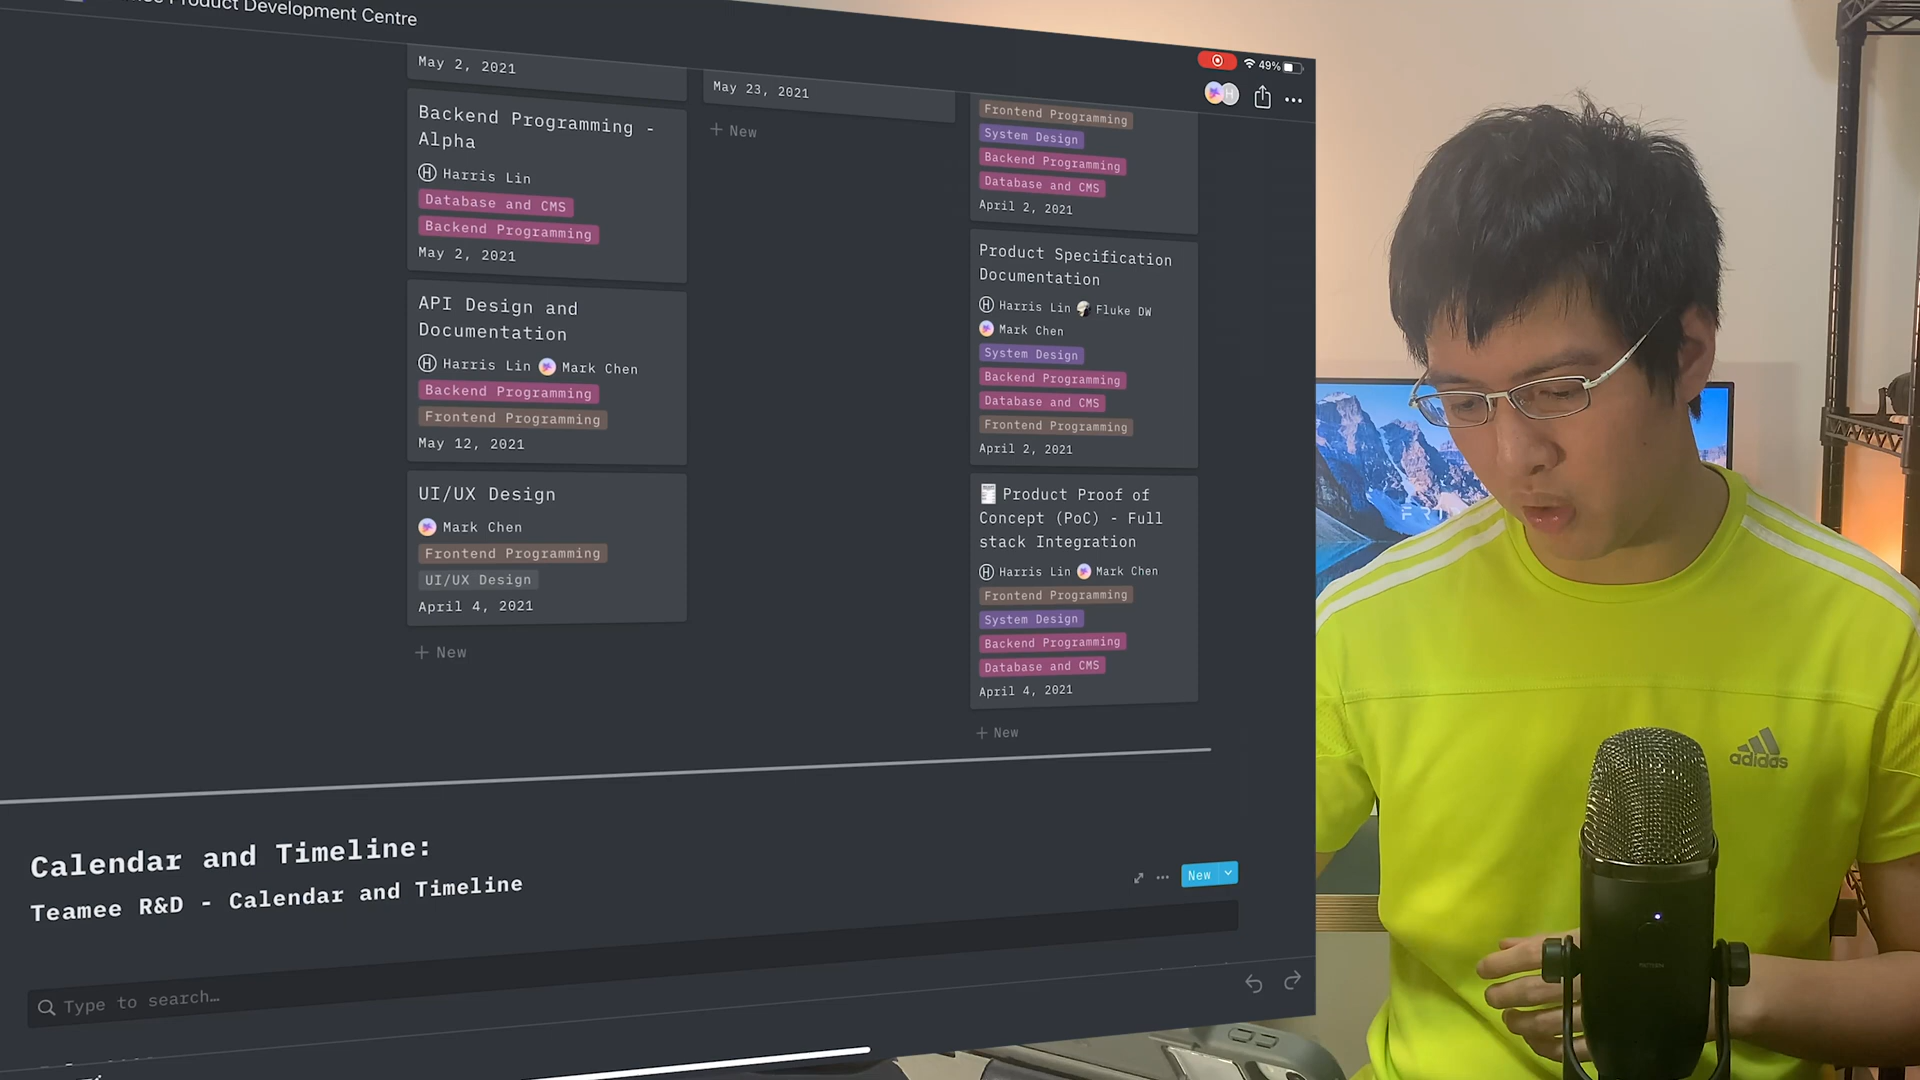 Product Development Centre
49%
May 2, 2021
Backend Programming -
Alpha
H Harris Lin
Database and CMS
Backend Programming
May 2, 2021
API Design and
Documentation
H Harris Lin Mark Chen
Backend Programming
Frontend Programming
May 12, 2021
UI/UX Design
Mark Chen
Frontend Programming
UI/UX Design
April 4, 2021
+ New
May 23, 2021
+ New
Frontend Programming
System Design
Backend Programming
Database and CMS
April 2, 2021
Product Specification
Documentation
H Harris Lin Fluke DW
Mark Chen
System Design
Backend Programming
Database and CMS
Frontend Programming
April 2, 2021
Product Proof of
Concept (PoC) - Full
stack Integration
H Harris Lin Mark Chen
Frontend Programming
System Design
Backend Programming
Database and CMS
April 4, 2021
+ New
Calendar and Timeline:
Teamee R&D - Calendar and Timeline
New
Type to search…
adidas